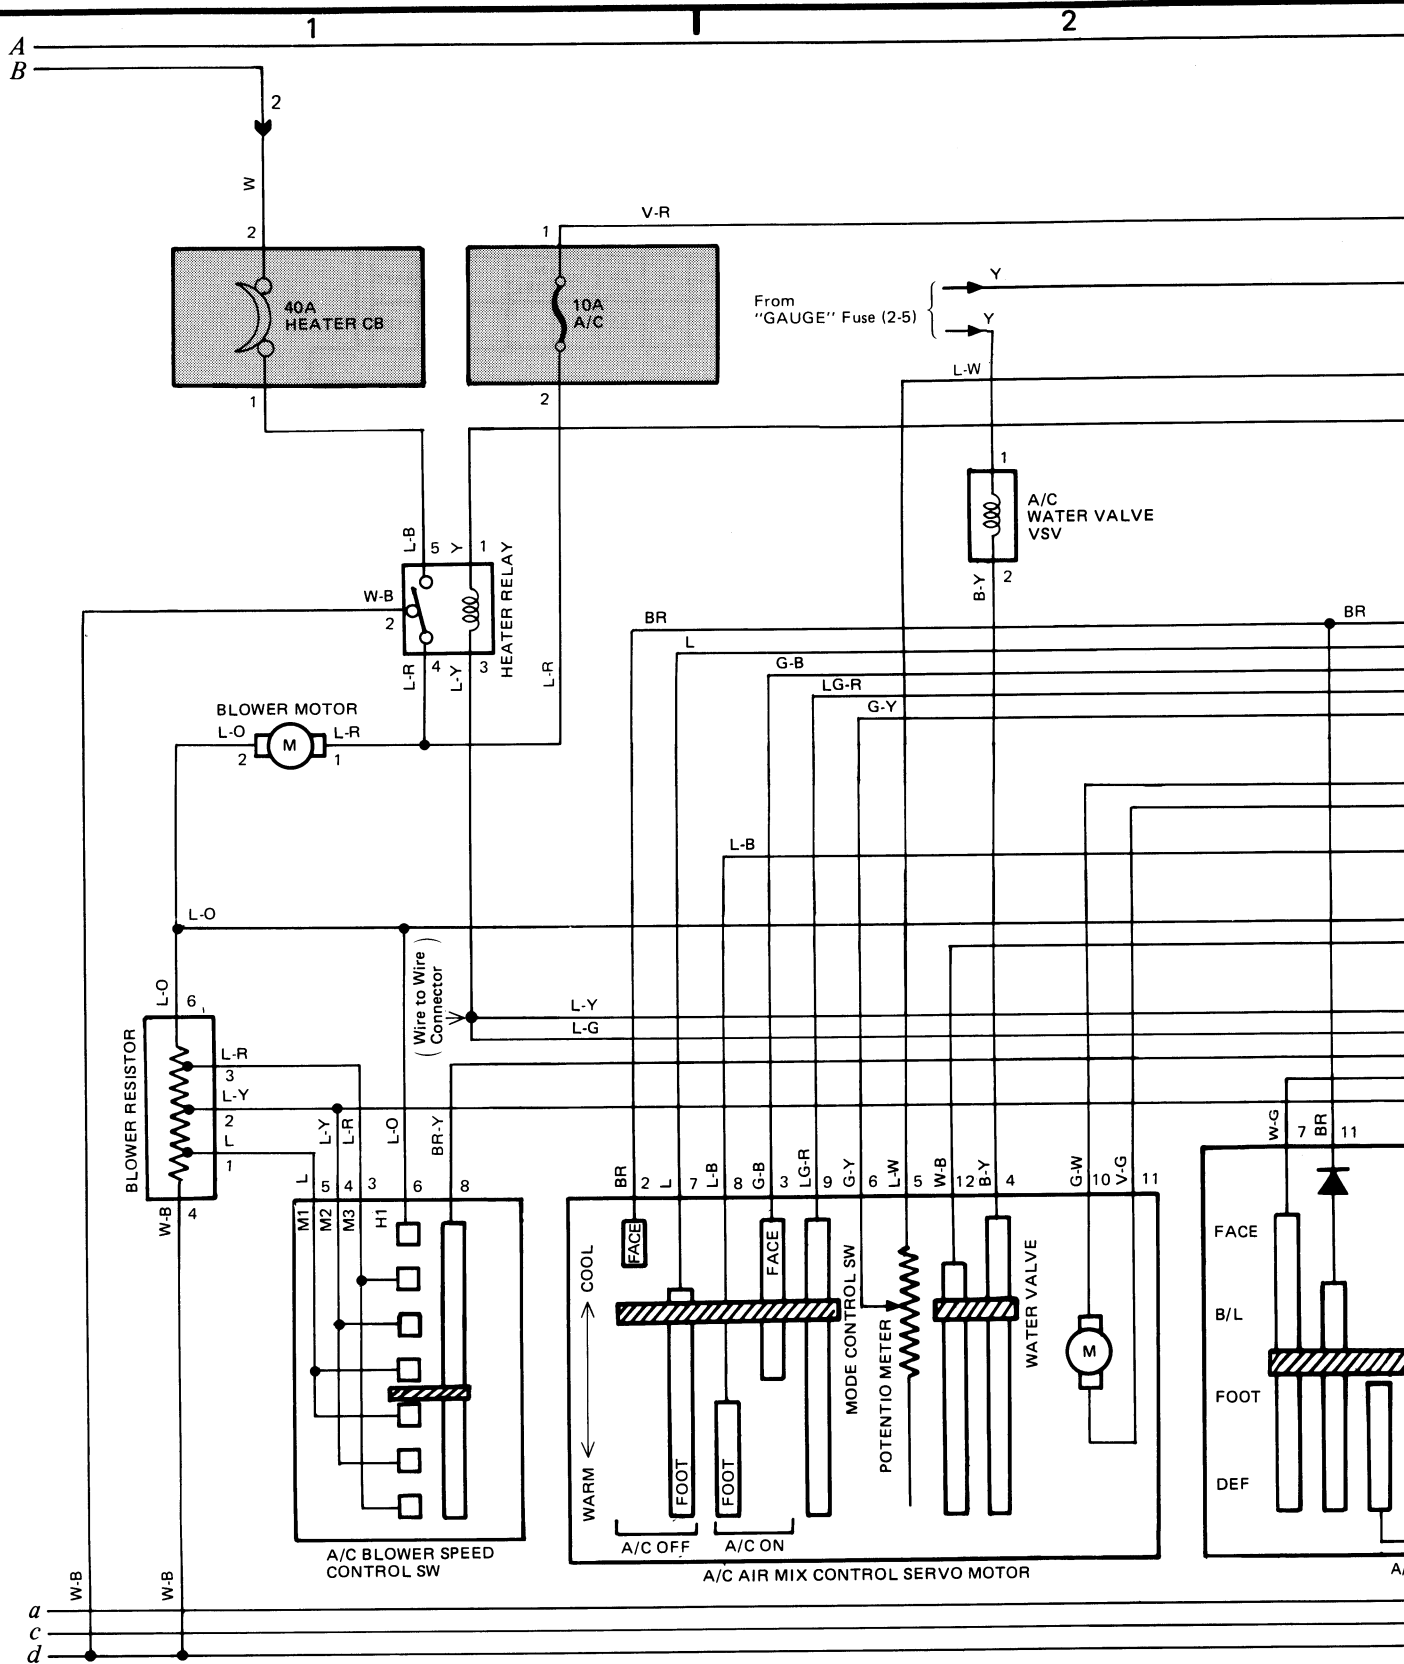 1
2
A
B
2
W
V-R
2
1
Y
40A
HEATER CB
10A
A/C
From
"GAUGE" Fuse (2-5)
Y
L-W
1
2
1
A/C
WATER VALVE
VSV
L-B
5
Y
1
HEATER RELAY
2
B-Y
W-B
2
BR
BR
L
L-R
4
L-Y
3
L-R
G-B
LG-R
G-Y
BLOWER MOTOR
L-O
M
L-R
2
1
L-B
L-O
(Wire to Wire
Connector)
L-O
6
L-Y
L-G
BLOWER RESISTOR
L-R
3
L-Y
2
L
1
L-Y
L-R
L-O
BR-Y
W-G
7
BR
11
W-B
4
L
5
4
3
6
8
BR
2
L
7
L-B
8
G-B
3
LG-R
9
G-Y
6
L-W
5
W-B
12
B-Y
4
G-W
10
V-G
11
M1
M2
M3
H1
FACE
FACE
COOL
WARM
FOOT
FOOT
MODE CONTROL SW
POTENTIO METER
WATER VALVE
M
FACE
B/L
FOOT
DEF
A/C OFF
A/C ON
A/C BLOWER SPEED
CONTROL SW
A/C AIR MIX CONTROL SERVO MOTOR
A/
W-B
W-B
a
c
d